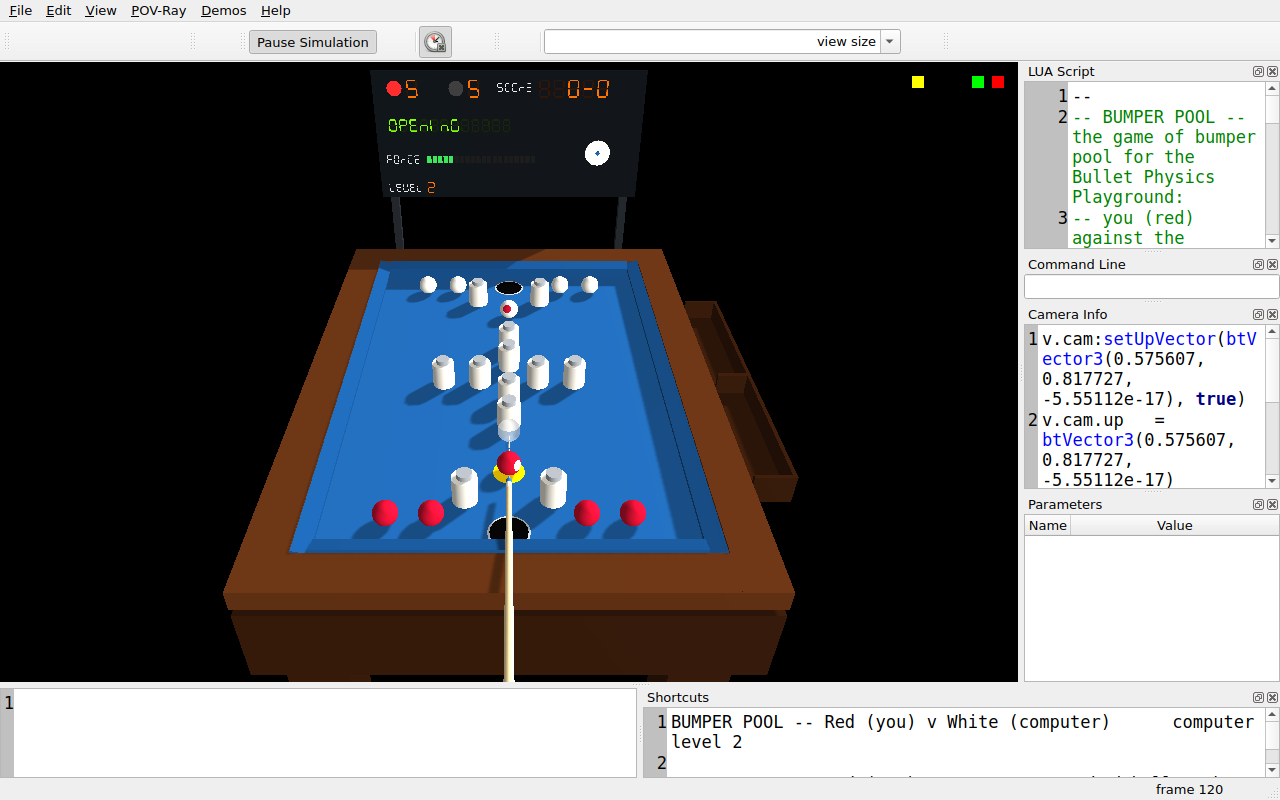 File Edit View POV-Ray Demos Help
Pause Simulation
view size
5 5 SCOrE 0-0
OPEnInG
FOrCE
LEVEL 2
LUA Script
1 --
2 -- BUMPER POOL --
the game of bumper
pool for the
Bullet Physics
Playground:
3 -- you (red)
against the
Command Line
Camera Info
1 v.cam:setUpVector(btV
ector3(0.575607,
0.817727,
-5.55112e-17), true)
2 v.cam.up =
btVector3(0.575607,
0.817727,
-5.55112e-17)
Parameters
Name Value
1
Shortcuts
1 BUMPER POOL -- Red (you) v White (computer) computer
level 2
2
frame 120